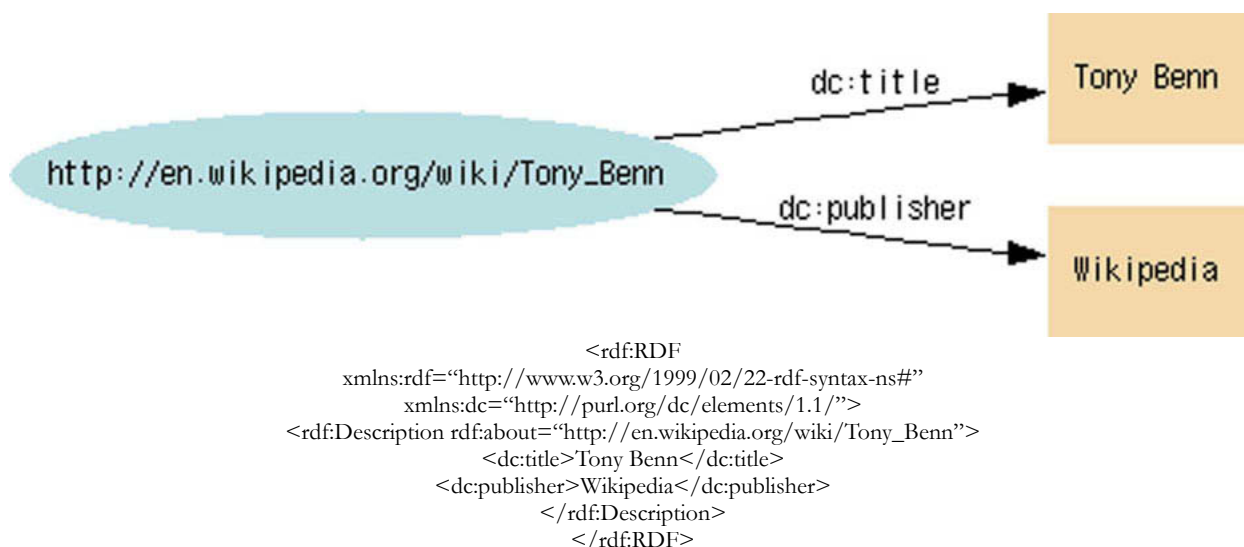 dc:title
Tony Benn
http://en.wikipedia.org/wiki/Tony_Benn
dc:publisher
Wikipedia
<rdf:RDF
xmlns:rdf=“http://www.w3.org/1999/02/22-rdf-syntax-ns#”
xmlns:dc=“http://purl.org/dc/elements/1.1/”>
<rdf:Description rdf:about=“http://en.wikipedia.org/wiki/Tony_Benn”>
<dc:title>Tony Benn</dc:title>
<dc:publisher>Wikipedia</dc:publisher>
</rdf:Description>
</rdf:RDF>